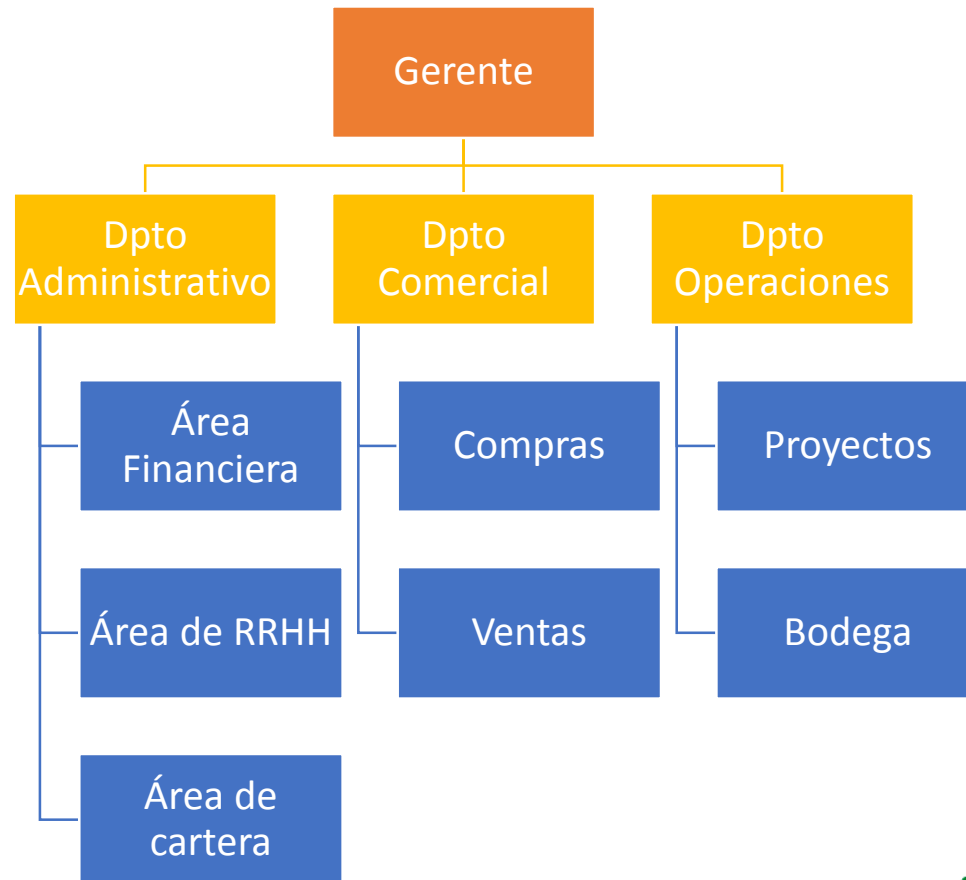 Gerente
Dpto
Administrativo
Dpto
Comercial
Dpto
Operaciones
Área
Financiera
Compras
Proyectos
Área de RRHH
Ventas
Bodega
Área de
cartera